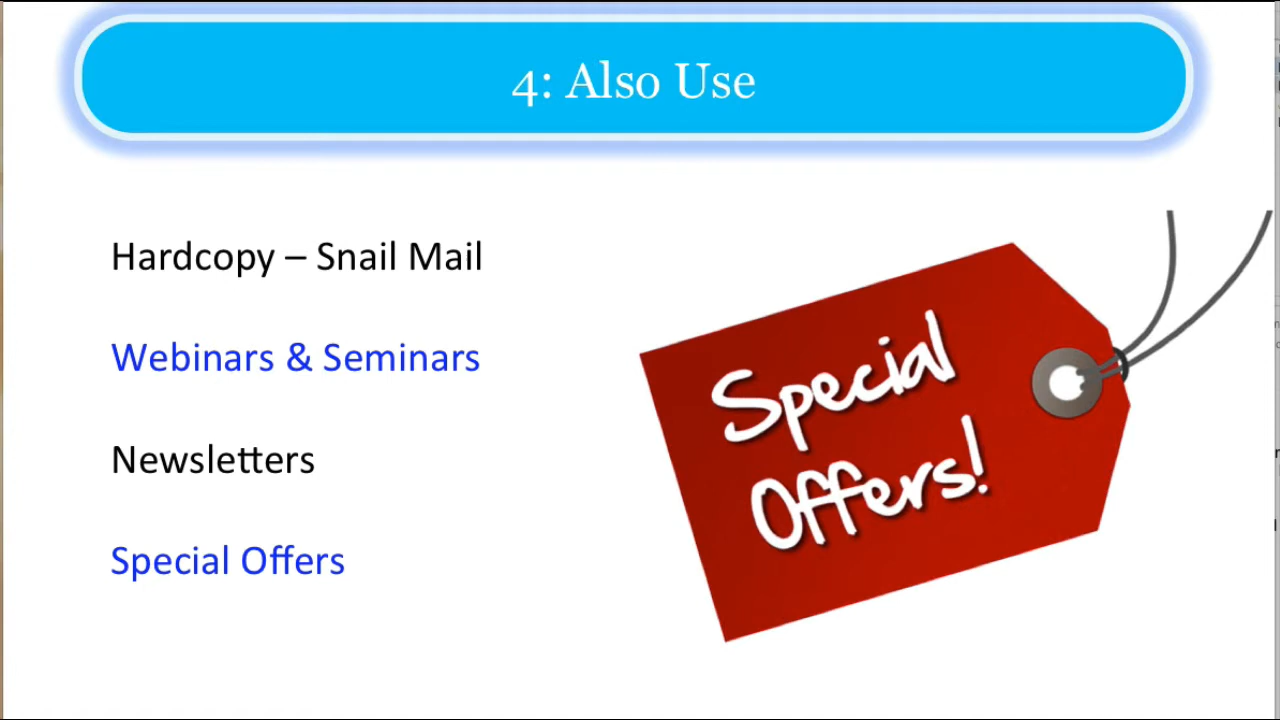 4: Also Use
Hardcopy – Snail Mail
Webinars & Seminars
Newsletters
Special Offers
Special
Offers!